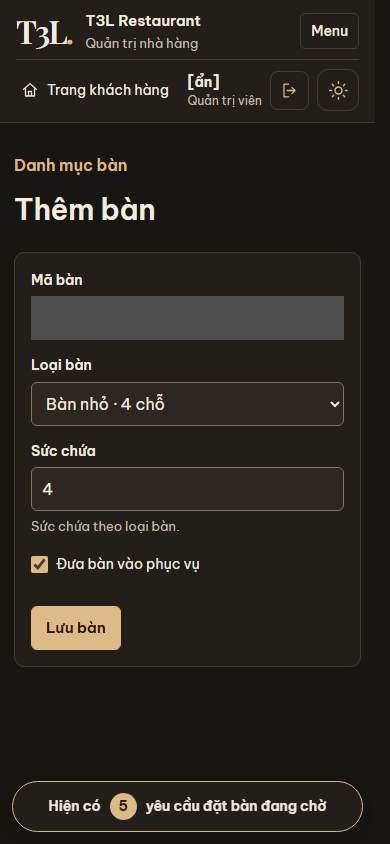 T3L. T3L Restaurant
Quản trị nhà hàng
Menu
Trang khách hàng
[ẩn]
Quản trị viên
Danh mục bàn
Thêm bàn
Mã bàn
Loại bàn
Bàn nhỏ · 4 chỗ
Sức chứa
4
Sức chứa theo loại bàn.
Đưa bàn vào phục vụ
Lưu bàn
Hiện có 5 yêu cầu đặt bàn đang chờ